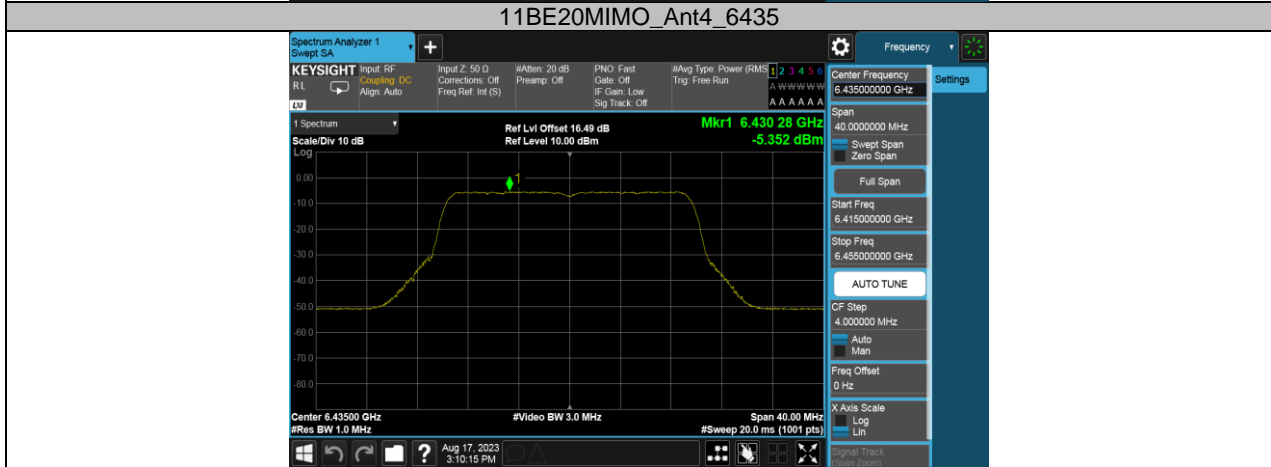 11BE20MIMO_Ant4_6435
Spectrum Analyzer 1
Swept SA
Frequency
KEYSIGHT
RL
LXI
Input: RF
Coupling: DC
Align: Auto
Input Z: 50 Ω
Corrections: Off
Freq Ref: Int (S)
#Atten: 20 dB
Preamp: Off
PNO: Fast
Gate: Off
IF Gain: Low
Sig Track: Off
#Avg Type: Power (RMS
Trig: Free Run
1 2 3 4 5 6
A W W W W W
A A A A A A
Center Frequency
6.435000000 GHz
Settings
1 Spectrum
Scale/Div 10 dB
Ref Lvl Offset 16.49 dB
Ref Level 10.00 dBm
Mkr1 6.430 28 GHz
-5.352 dBm
Log
0.00
-10.0
-20.0
-30.0
-40.0
-50.0
-60.0
-70.0
-80.0
1
Span
40.0000000 MHz
Swept Span
Zero Span
Full Span
Start Freq
6.415000000 GHz
Stop Freq
6.455000000 GHz
AUTO TUNE
CF Step
4.000000 MHz
Auto
Man
Freq Offset
0 Hz
X Axis Scale
Log
Lin
Signal Track
(Span Zoom)
Center 6.43500 GHz
#Video BW 3.0 MHz
Span 40.00 MHz
#Res BW 1.0 MHz
#Sweep 20.0 ms (1001 pts)
?
Aug 17, 2023
3:10:15 PM